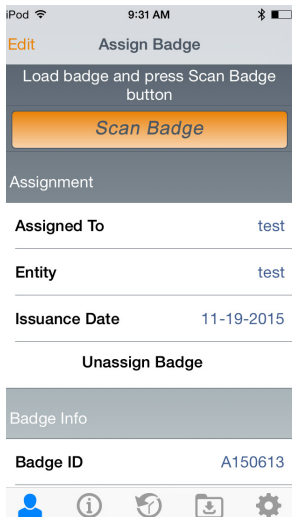 iPod 9:31 AM
Edit Assign Badge
Load badge and press Scan Badge
button
Scan Badge
Assignment
Assigned To test
Entity test
Issuance Date 11-19-2015
Unassign Badge
Badge Info
Badge ID A150613